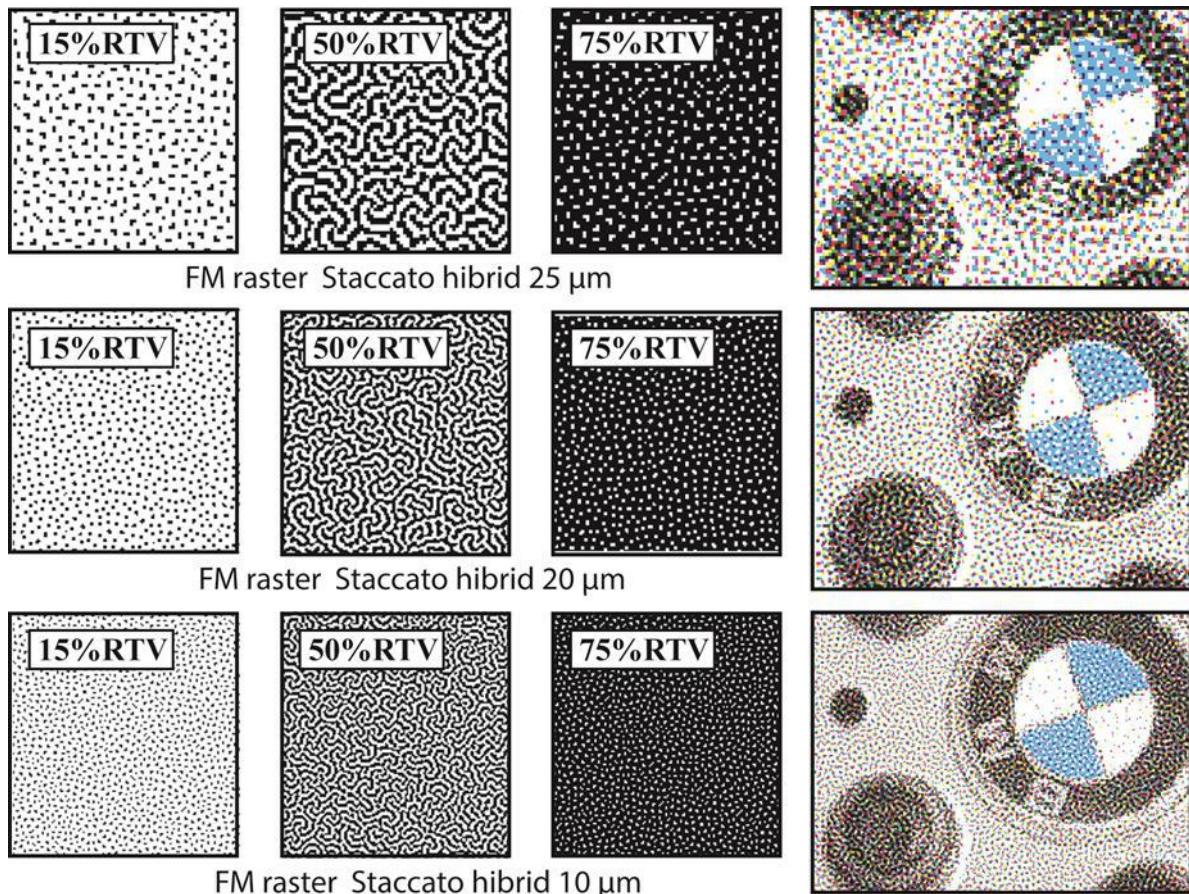 15%RTV
50%RTV
75%RTV
FM raster Staccato hibrid 25 µm
15%RTV
50%RTV
75%RTV
FM raster Staccato hibrid 20 µm
15%RTV
50%RTV
75%RTV
FM raster Staccato hibrid 10 µm